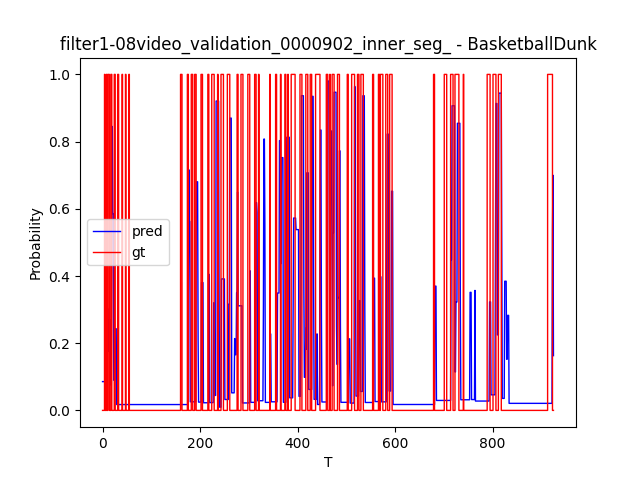 filter1-08video_validation_0000902_inner_seg_ - BasketballDunk
1.0
0.8
0.6
0.4
0.2
0.0
Probability
pred
gt
0
200
400
600
800
T